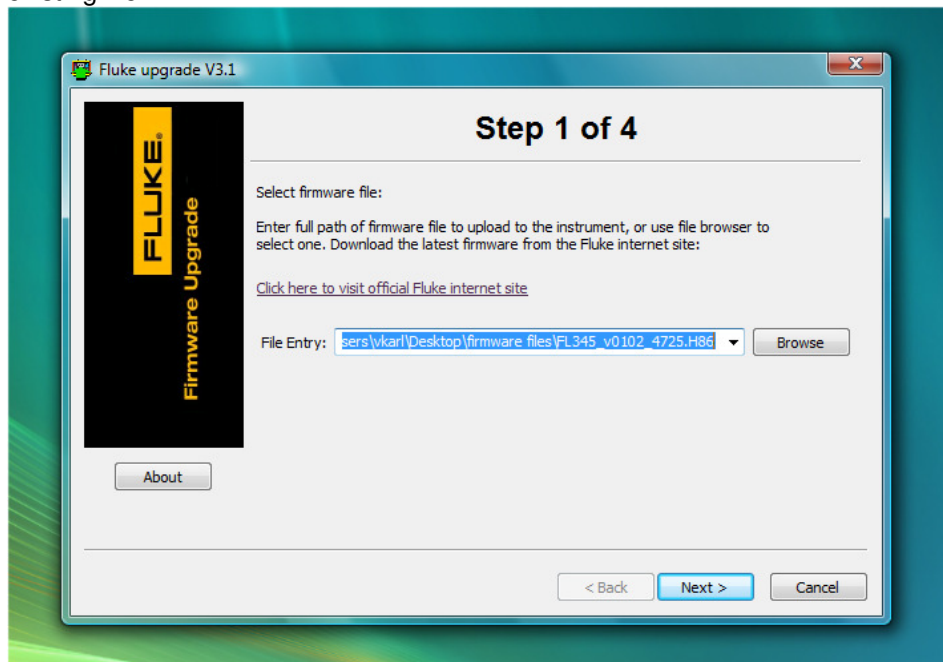 Fluke upgrade V3.1
FLUKE.
Firmware Upgrade
Step 1 of 4
Select firmware file:
Enter full path of firmware file to upload to the instrument, or use file browser to
select one. Download the latest firmware from the Fluke internet site:
Click here to visit official Fluke internet site
File Entry: sers\vkarl\Desktop\firmware files\FL345_v0102_4725.H86 Browse
About
< Back Next > Cancel